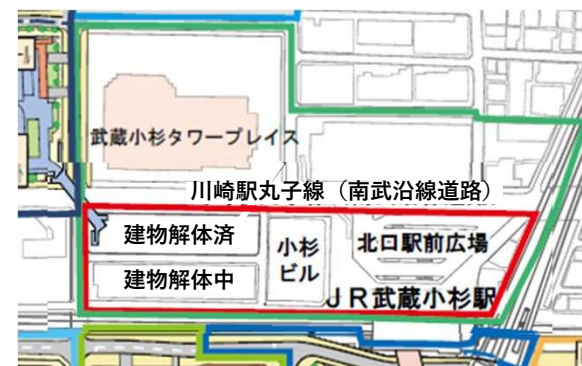 武蔵小杉タワープレイス
川崎駅丸子線（南武沿線道路）
建物解体済
小杉
ビル
北口駅前広場
建物解体中
ＪＲ武蔵小杉駅